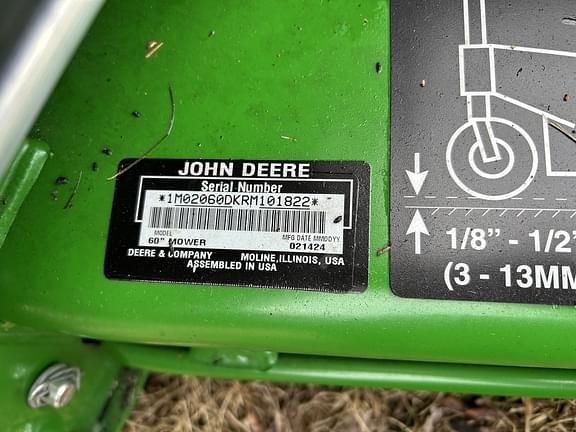 JOHN DEERE
Serial Number
*1M02060DKRM101822*
MODEL MFG DATE MMDDYY
60" MOWER 021424
DEERE & COMPANY MOLINE, ILLINOIS, USA
ASSEMBLED IN USA
1/8" - 1/2"
(3 - 13MM